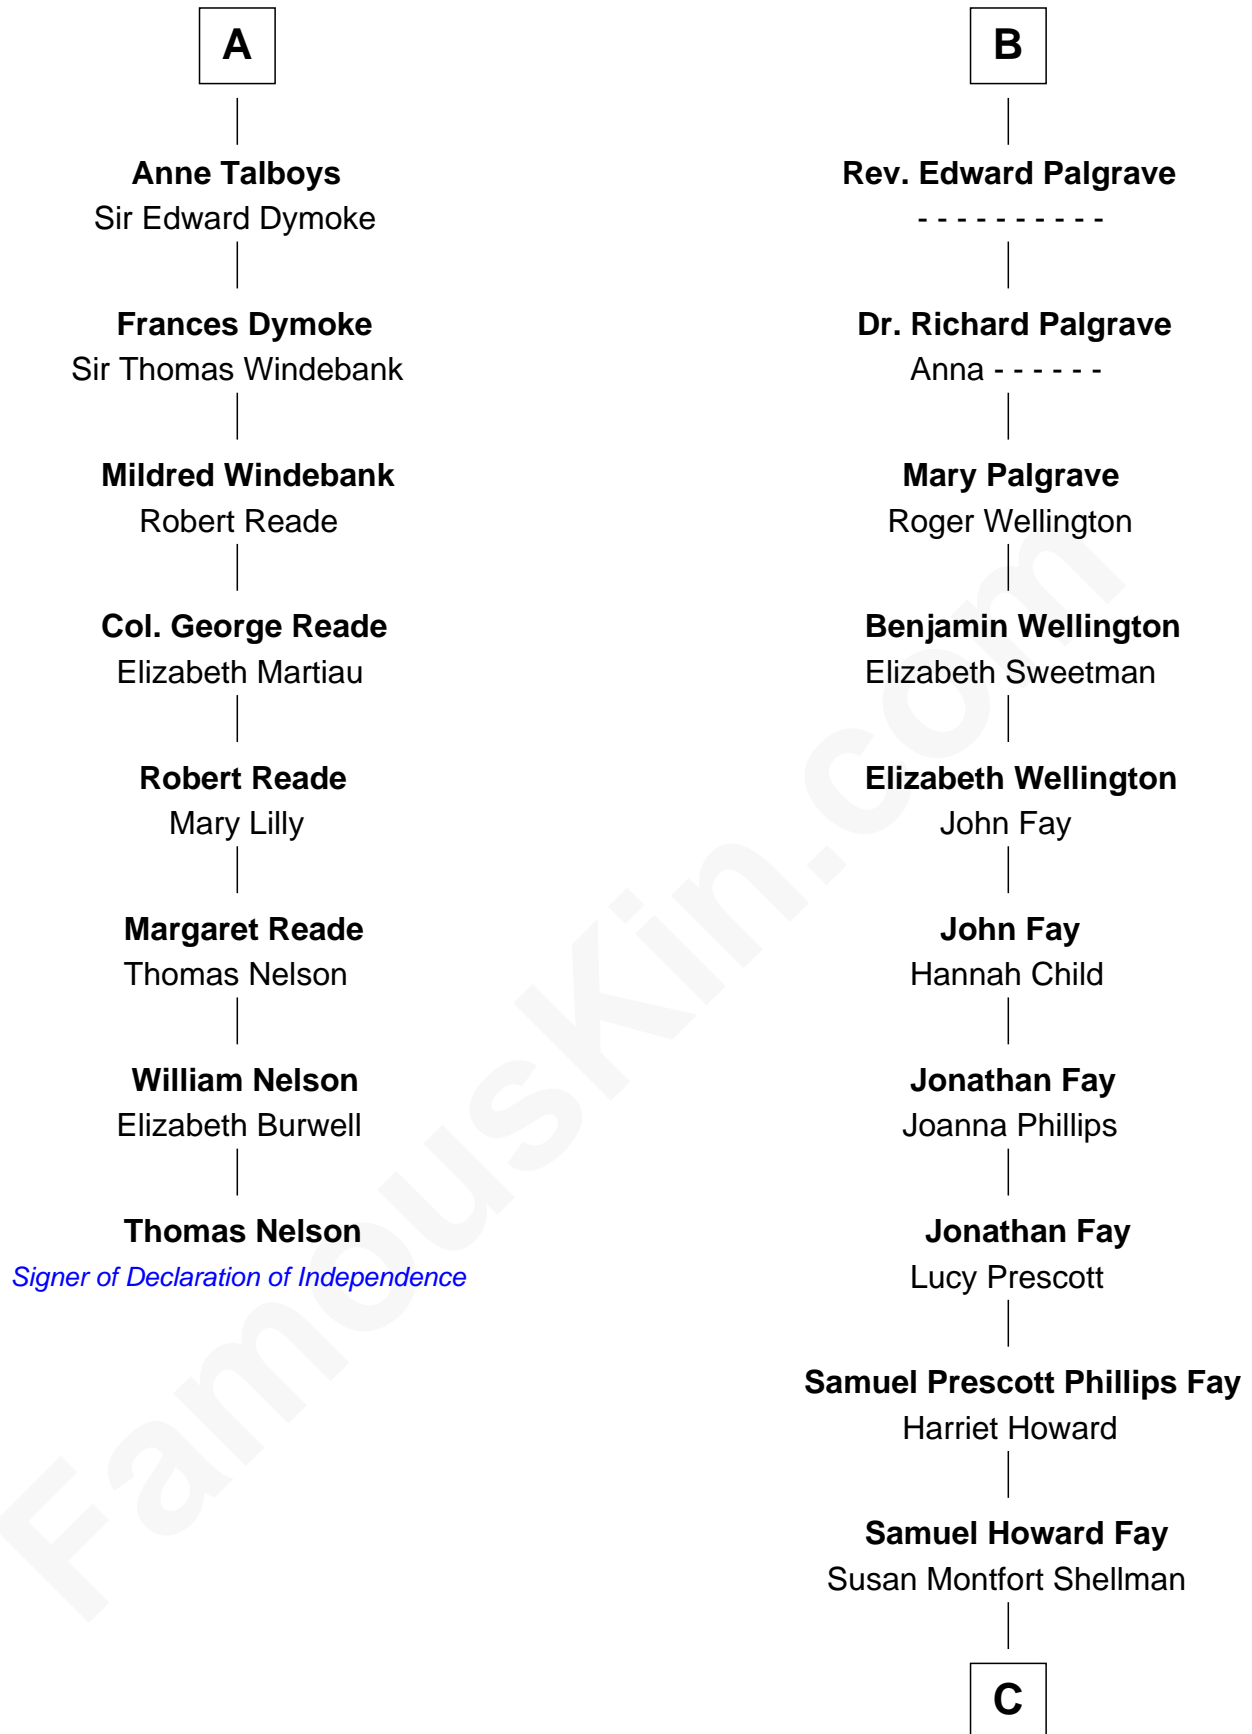 A
Anne Talboys
Sir Edward Dymoke
Frances Dymoke
Sir Thomas Windebank
Mildred Windebank
Robert Reade
Col. George Reade
Elizabeth Martiau
Robert Reade
Mary Lilly
Margaret Reade
Thomas Nelson
William Nelson
Elizabeth Burwell
Thomas Nelson
Signer of Declaration of Independence
B
Rev. Edward Palgrave
- - - - - - - - - -
Dr. Richard Palgrave
Anna - - - - - -
Mary Palgrave
Roger Wellington
Benjamin Wellington
Elizabeth Sweetman
Elizabeth Wellington
John Fay
John Fay
Hannah Child
Jonathan Fay
Joanna Phillips
Jonathan Fay
Lucy Prescott
Samuel Prescott Phillips Fay
Harriet Howard
Samuel Howard Fay
Susan Montfort Shellman
C
FamousKin.com